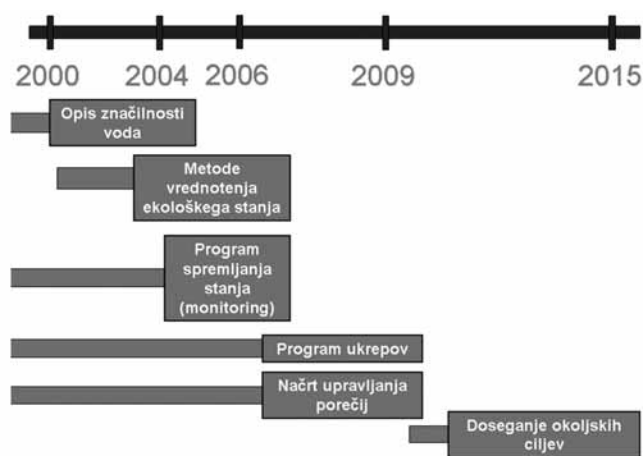 2000 2004 2006 2009 2015
Opis značilnosti
voda
Metode
vrednotenja
ekološkega stanja
Program
spremljanja
stanja
(monitoring)
Program ukrepov
Načrt upravljanja
porečij
Doseganje okoljskih
ciljev